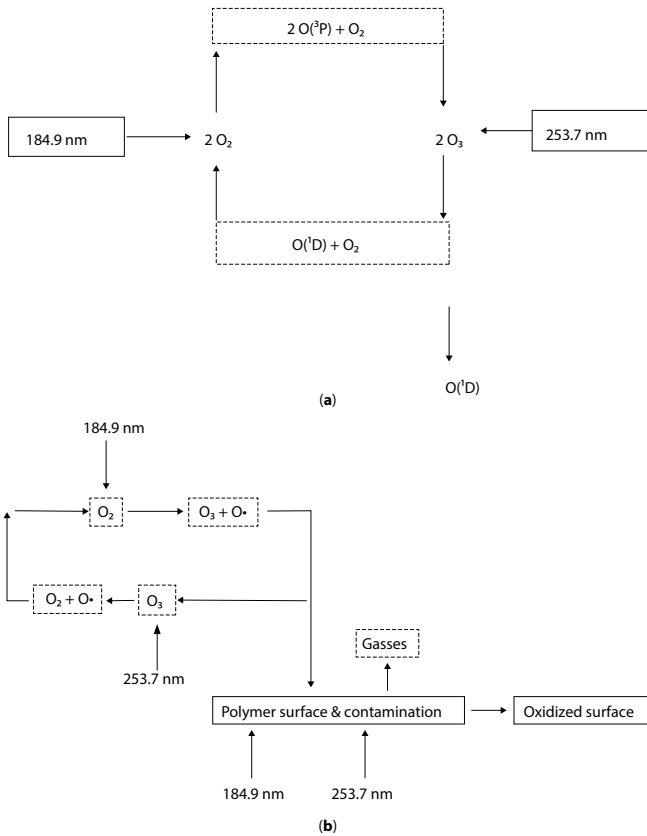 2 O(³P) + O₂
184.9 nm
2 O₂
2 O₃
253.7 nm
O(¹D) + O₂
O(¹D)
(a)
184.9 nm
O₂
O₃ + O•
O₂ + O•
O₃
253.7 nm
Gasses
Polymer surface & contamination
Oxidized surface
184.9 nm
253.7 nm
(b)